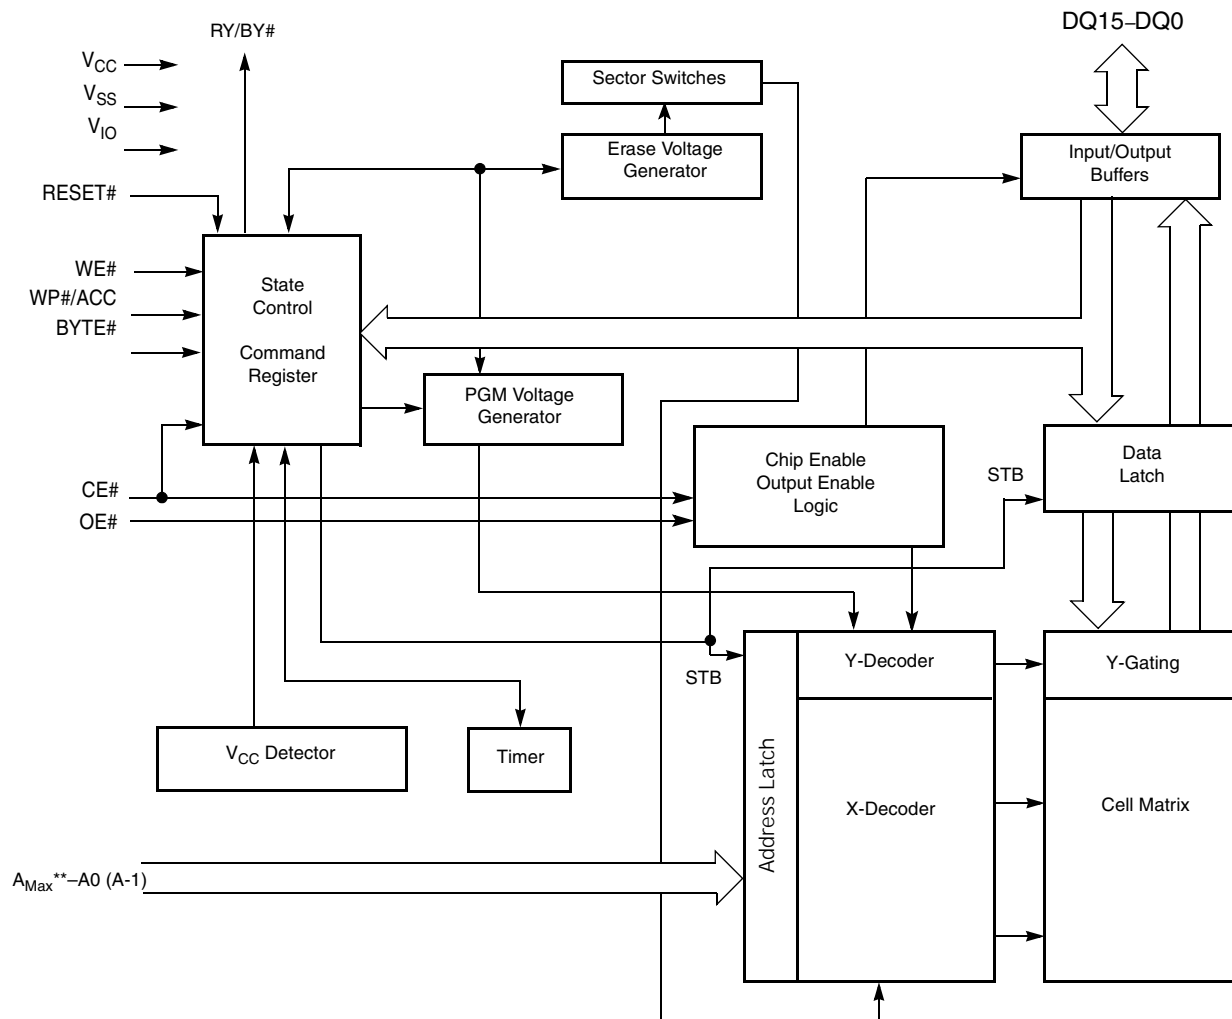 RY/BY#
DQ15–DQ0
VCC
VSS
VIO
RESET#
WE#
WP#/ACC
BYTE#
CE#
OE#
Sector Switches
Erase Voltage
Generator
Input/Output
Buffers
State
Control
Command
Register
PGM Voltage
Generator
Chip Enable
Output Enable
Logic
STB
Data
Latch
STB
Y-Decoder
Y-Gating
VCC Detector
Timer
Address Latch
X-Decoder
Cell Matrix
AMax**–A0 (A-1)